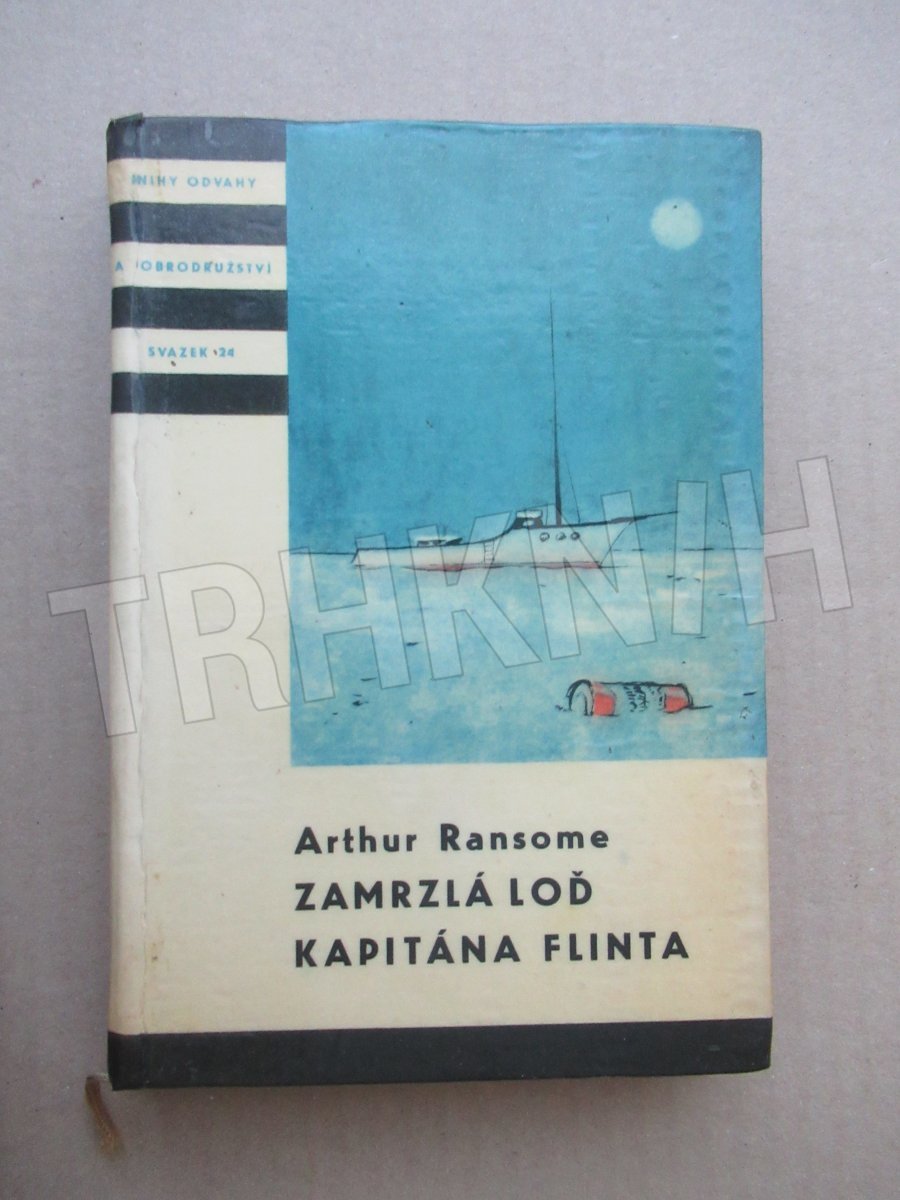 KNIHY ODVAHY
A DOBRODRUŽSTVÍ
SVAZEK 24
TRHKNIH
Arthur Ransome
ZAMRZLÁ LOĎ
KAPITÁNA FLINTA